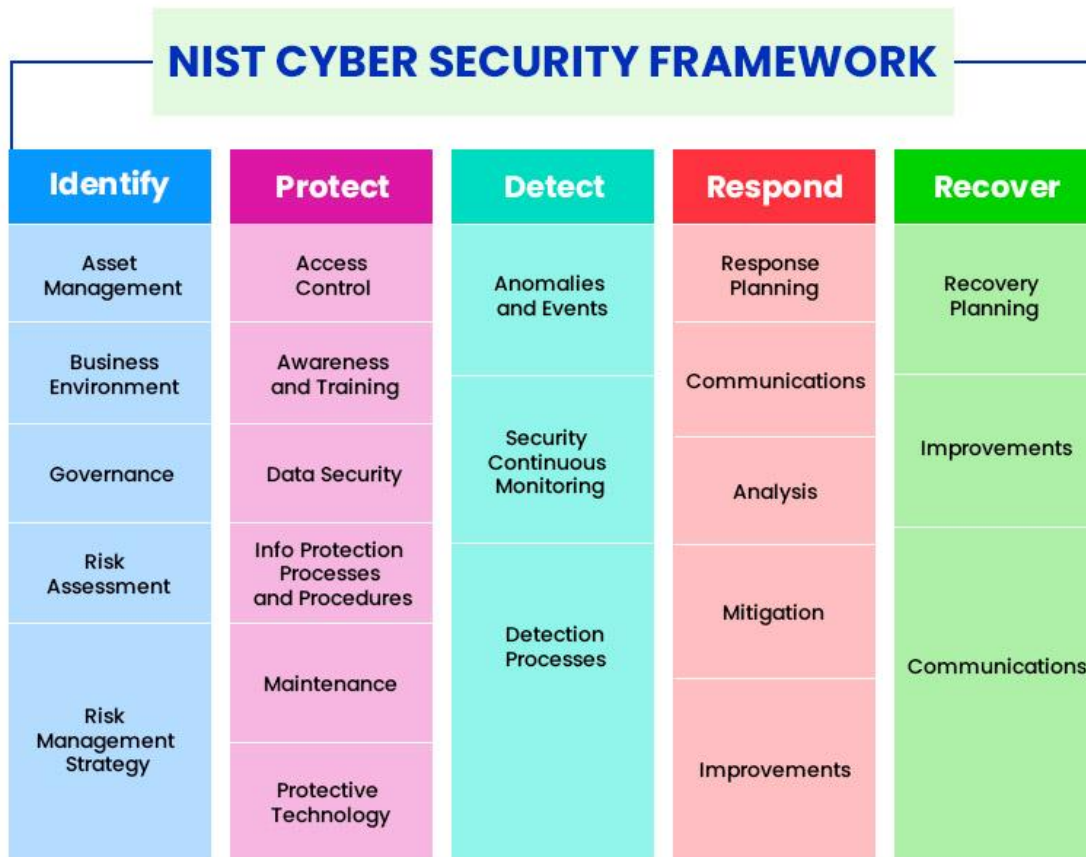 NIST CYBER SECURITY FRAMEWORK
Identify
Asset
Management
Business
Environment
Governance
Risk
Assessment
Risk
Management
Strategy
Protect
Access
Control
Awareness
and Training
Data Security
Info Protection
Processes
and Procedures
Maintenance
Protective
Technology
Detect
Anomalies
and Events
Security
Continuous
Monitoring
Detection
Processes
Respond
Response
Planning
Communications
Analysis
Mitigation
Improvements
Recover
Recovery
Planning
Improvements
Communications